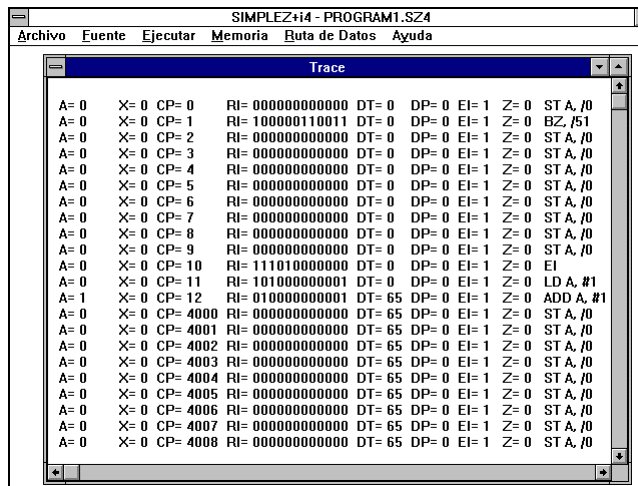 SIMPLEZ+i4 - PROGRAM1.SZ4
Archivo Fuente Ejecutar Memoria Ruta de Datos Ayuda
Trace
A= 0 X= 0 CP= 0 RI= 000000000000 DT= 0 DP= 0 EI= 1 Z= 0 ST A, /0
A= 0 X= 0 CP= 1 RI= 100000110011 DT= 0 DP= 0 EI= 1 Z= 0 BZ, /51
A= 0 X= 0 CP= 2 RI= 000000000000 DT= 0 DP= 0 EI= 1 Z= 0 ST A, /0
A= 0 X= 0 CP= 3 RI= 000000000000 DT= 0 DP= 0 EI= 1 Z= 0 ST A, /0
A= 0 X= 0 CP= 4 RI= 000000000000 DT= 0 DP= 0 EI= 1 Z= 0 ST A, /0
A= 0 X= 0 CP= 5 RI= 000000000000 DT= 0 DP= 0 EI= 1 Z= 0 ST A, /0
A= 0 X= 0 CP= 6 RI= 000000000000 DT= 0 DP= 0 EI= 1 Z= 0 ST A, /0
A= 0 X= 0 CP= 7 RI= 000000000000 DT= 0 DP= 0 EI= 1 Z= 0 ST A, /0
A= 0 X= 0 CP= 8 RI= 000000000000 DT= 0 DP= 0 EI= 1 Z= 0 ST A, /0
A= 0 X= 0 CP= 9 RI= 000000000000 DT= 0 DP= 0 EI= 1 Z= 0 ST A, /0
A= 0 X= 0 CP= 10 RI= 111010000000 DT= 0 DP= 0 EI= 1 Z= 0 EI
A= 0 X= 0 CP= 11 RI= 101000000001 DT= 0 DP= 0 EI= 1 Z= 0 LD A, #1
A= 1 X= 0 CP= 12 RI= 010000000001 DT= 65 DP= 0 EI= 1 Z= 0 ADD A, #1
A= 0 X= 0 CP= 4000 RI= 000000000000 DT= 65 DP= 0 EI= 1 Z= 0 ST A, /0
A= 0 X= 0 CP= 4001 RI= 000000000000 DT= 65 DP= 0 EI= 1 Z= 0 ST A, /0
A= 0 X= 0 CP= 4002 RI= 000000000000 DT= 65 DP= 0 EI= 1 Z= 0 ST A, /0
A= 0 X= 0 CP= 4003 RI= 000000000000 DT= 65 DP= 0 EI= 1 Z= 0 ST A, /0
A= 0 X= 0 CP= 4004 RI= 000000000000 DT= 65 DP= 0 EI= 1 Z= 0 ST A, /0
A= 0 X= 0 CP= 4005 RI= 000000000000 DT= 65 DP= 0 EI= 1 Z= 0 ST A, /0
A= 0 X= 0 CP= 4006 RI= 000000000000 DT= 65 DP= 0 EI= 1 Z= 0 ST A, /0
A= 0 X= 0 CP= 4007 RI= 000000000000 DT= 65 DP= 0 EI= 1 Z= 0 ST A, /0
A= 0 X= 0 CP= 4008 RI= 000000000000 DT= 65 DP= 0 EI= 1 Z= 0 ST A, /0